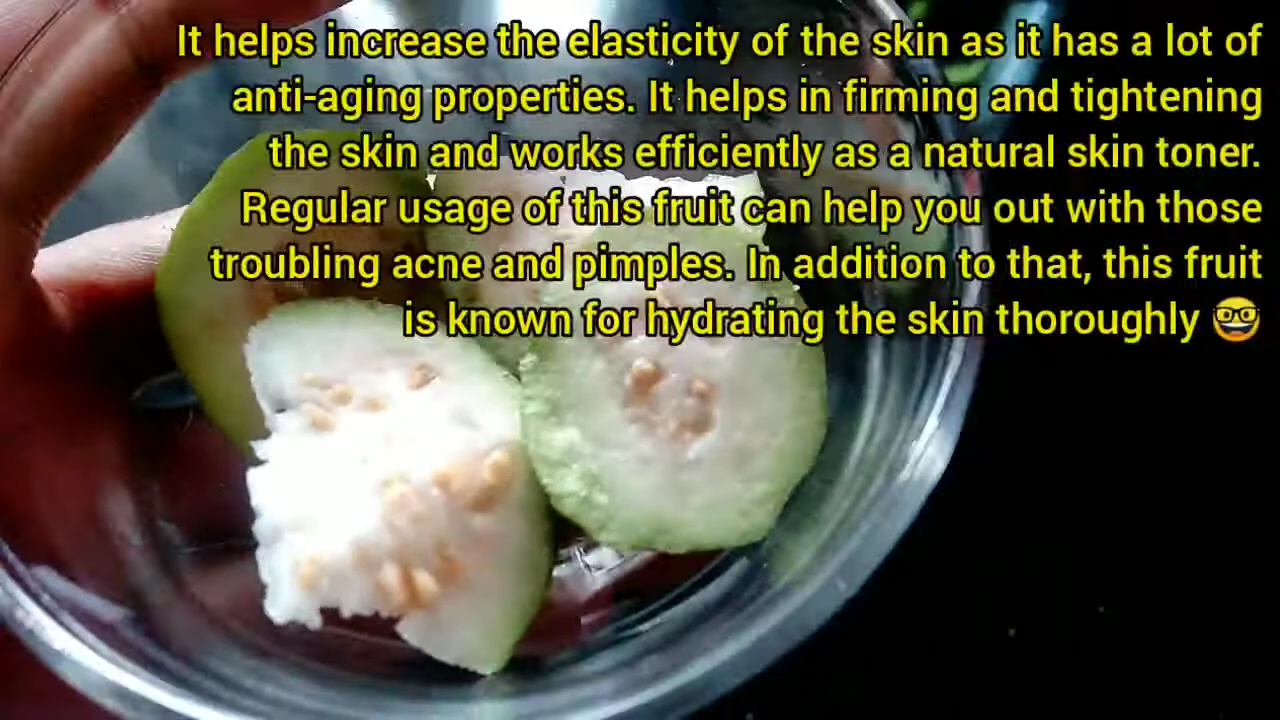 It helps increase the elasticity of the skin as it has a lot of
anti-aging properties. It helps in firming and tightening
the skin and works efficiently as a natural skin toner.
Regular usage of this fruit can help you out with those
troubling acne and pimples. In addition to that, this fruit
is known for hydrating the skin thoroughly 🤓